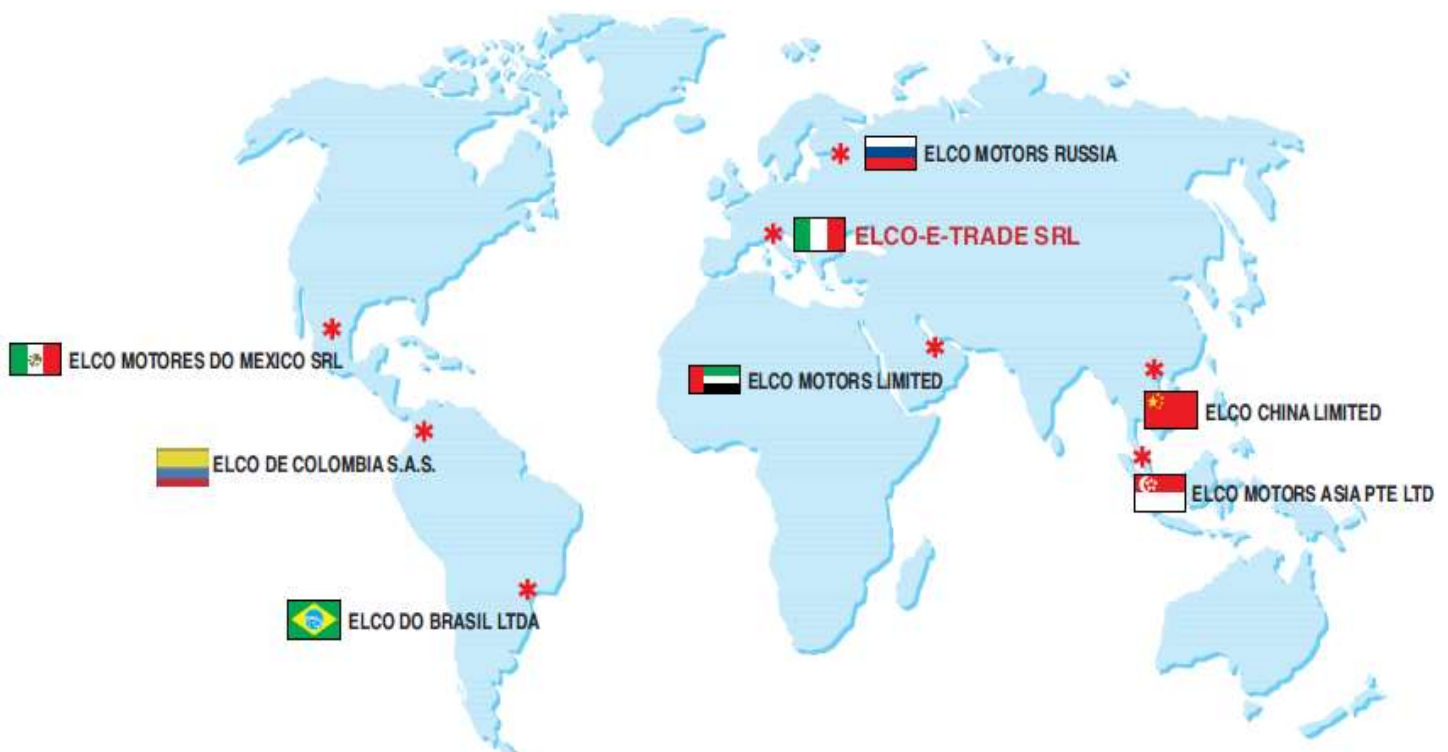 ELCO MOTORS RUSSIA
ELCO-E-TRADE SRL
ELCO MOTORES DO MEXICO SRL
ELCO MOTORS LIMITED
ELCO CHINA LIMITED
ELCO DE COLOMBIA S.A.S.
ELCO MOTORS ASIA PTE LTD
ELCO DO BRASIL LTDA